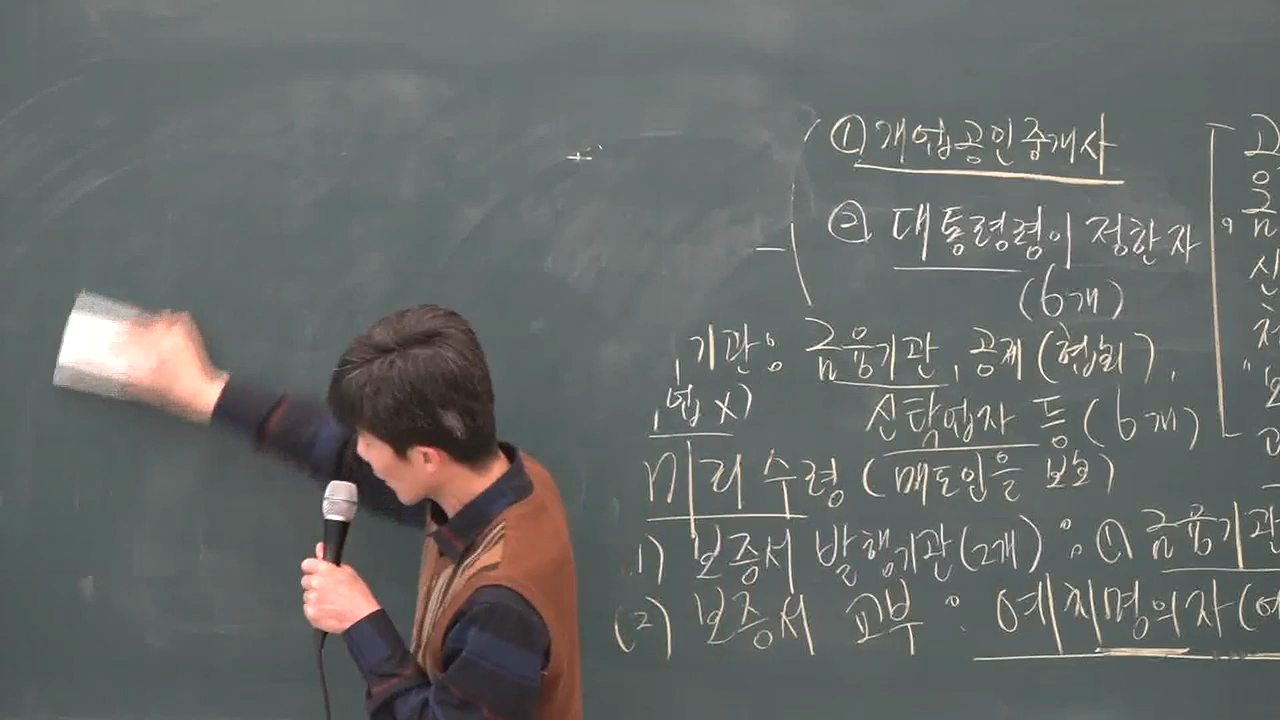 ① 개업공인중개사
② 대통령령이 정한 자
(6개)
기관: 금융기관, 공제(협회),
신탁업자 등(6개)
미리 수령 (매도인을 보호)
1) 보증서 발행기관(2개) : ① 금융기관
(2) 보증서 교부 : 예치명의자(예